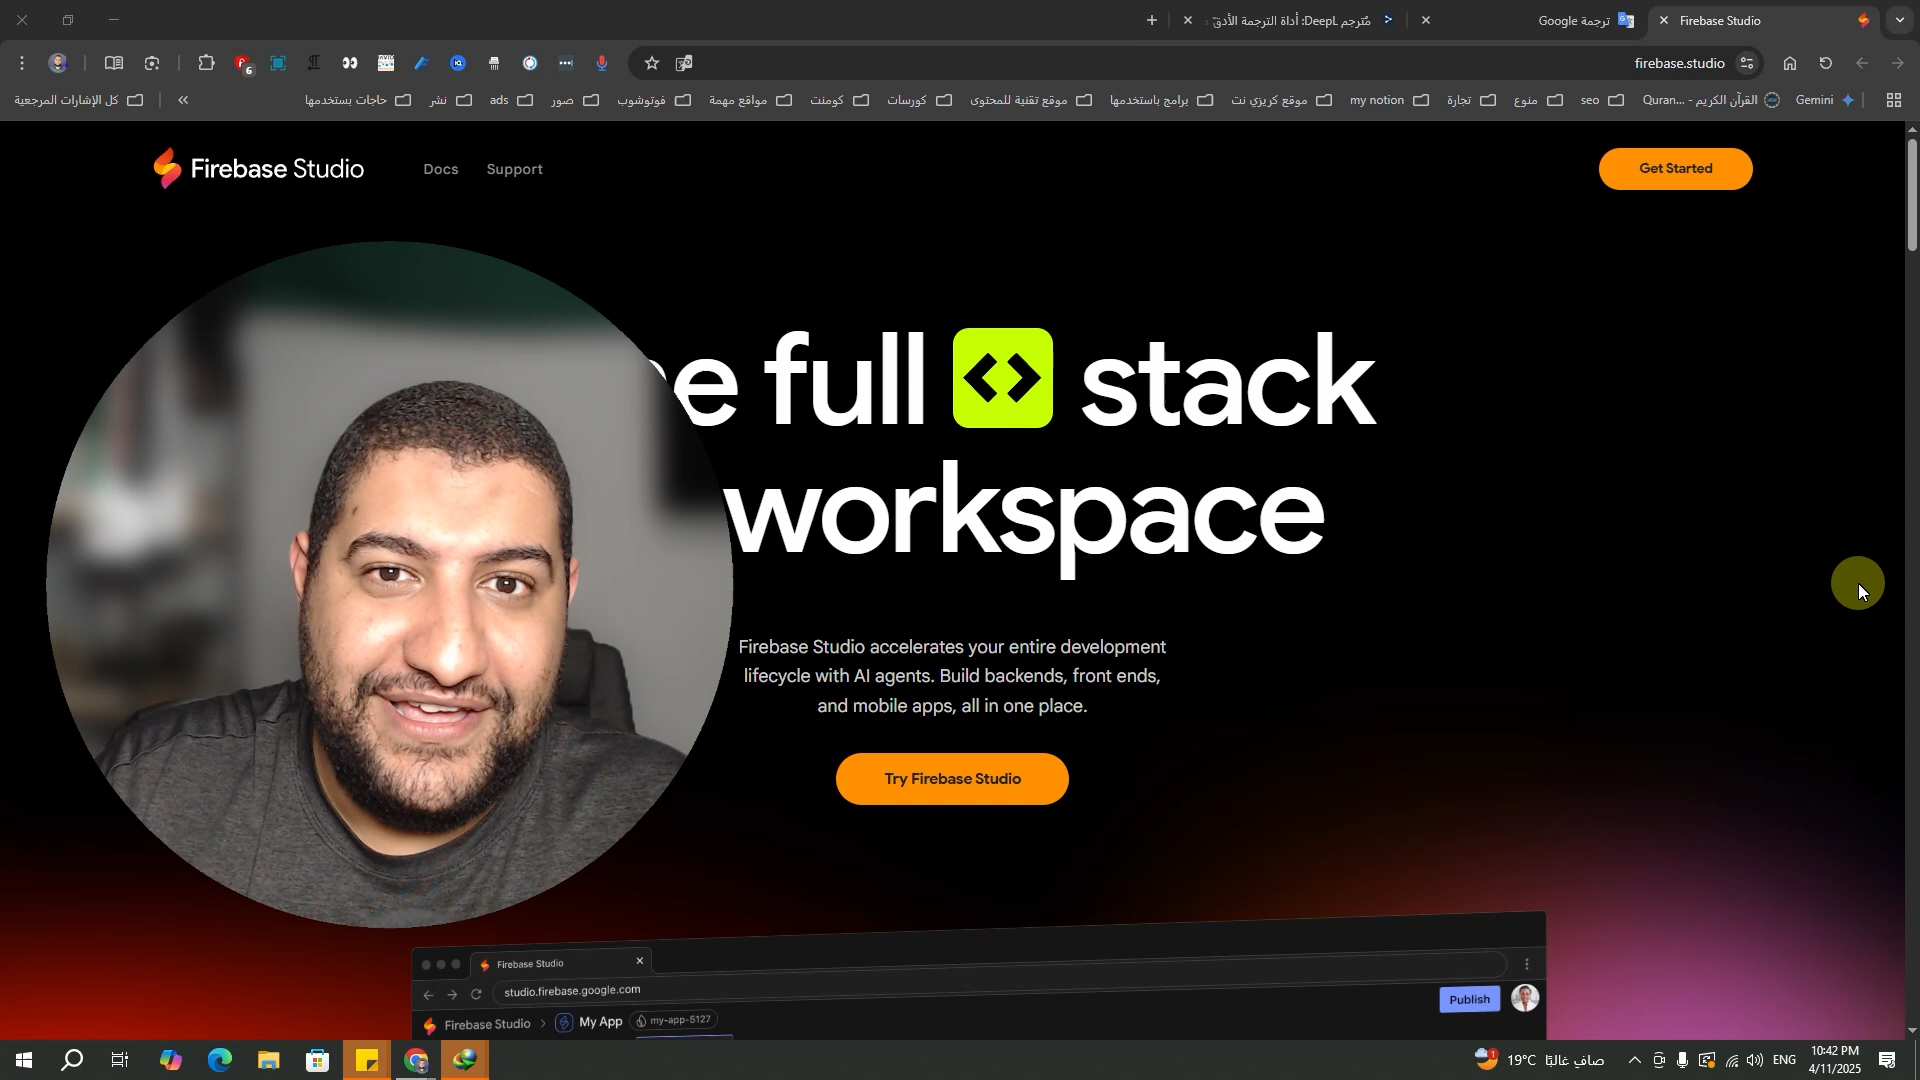 Firebase Studio
ترجمة Google
مُترجم DeepL: أداة الترجمة الأدق
firebase.studio
6
Gemini
القرآن الكريم - Quran...
seo
منوع
تجارة
my notion
موقع كريزي نت
برامج باستخدمها
موقع تقنية للمحتوى
كورسات
كومنت
مواقع مهمة
فوتوشوب
صور
ads
نشر
حاجات بستخدمها
كل الإشارات المرجعية
Firebase Studio
Docs
Support
Get Started
e full <> stack
workspace
Firebase Studio accelerates your entire development
lifecycle with AI agents. Build backends, front ends,
and mobile apps, all in one place.
Try Firebase Studio
Firebase Studio
studio.firebase.google.com
Publish
Firebase Studio > My App my-app-5127
1
19°C صافٍ غالبًا
ENG
10:42 PM
4/11/2025